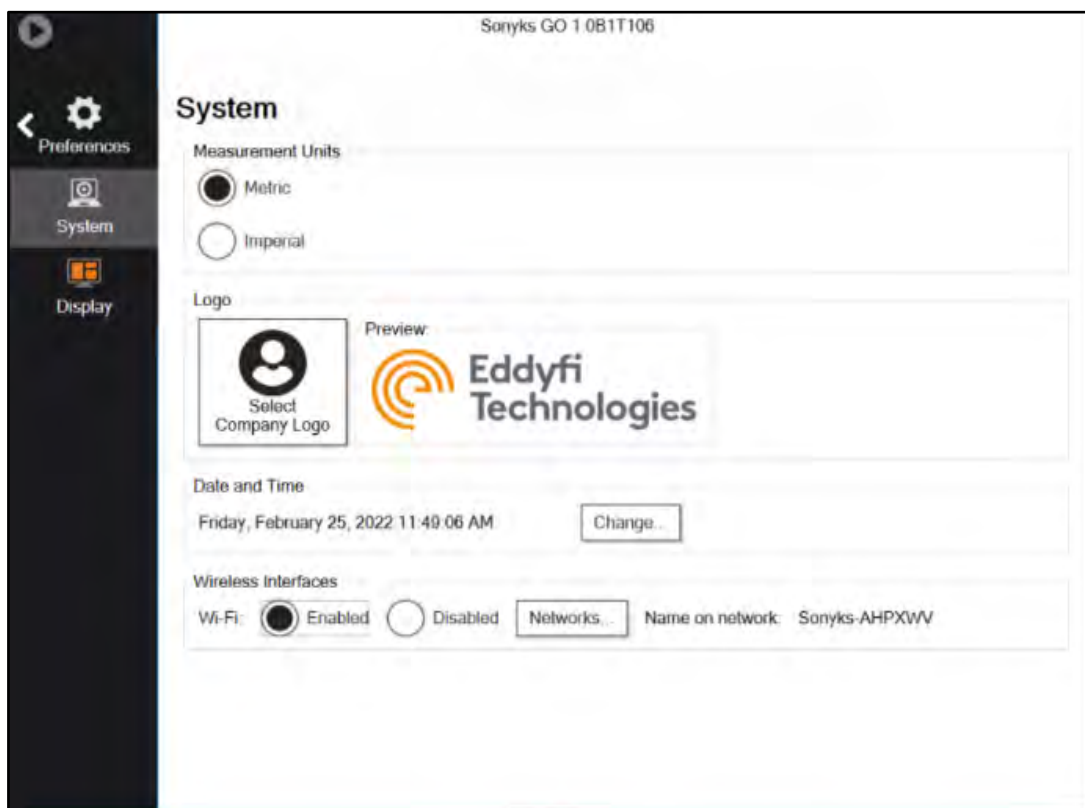 Sonyks GO 1.0B1T106
Preferences
System
Display
System
Measurement Units
Metric
Imperial
Logo
Select
Company Logo
Preview:
Eddyfi
Technologies
Date and Time
Friday, February 25, 2022 11:49:06 AM
Change...
Wireless Interfaces
Wi-Fi: Enabled Disabled Networks... Name on network: Sonyks-AHPXWV